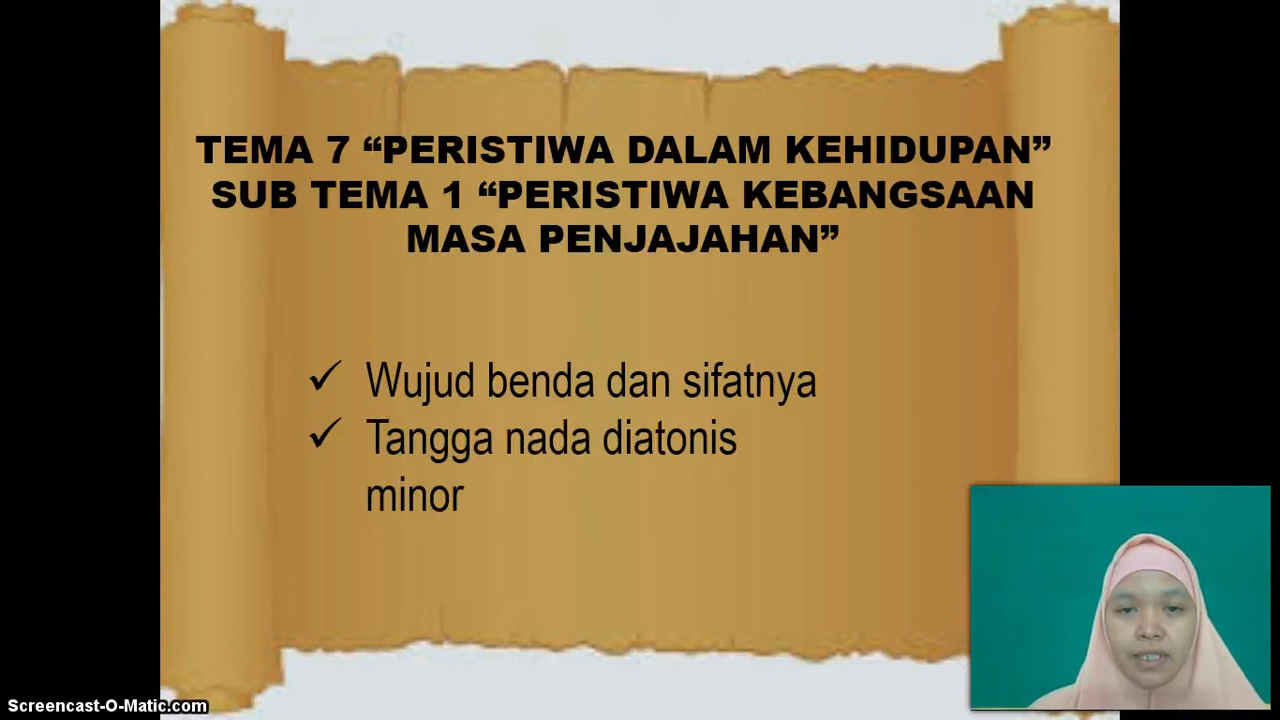 TEMA 7 “PERISTIWA DALAM KEHIDUPAN”
SUB TEMA 1 “PERISTIWA KEBANGSAAN
MASA PENJAJAHAN”
✓ Wujud benda dan sifatnya
✓ Tangga nada diatonis
minor
Screencast-O-Matic.com